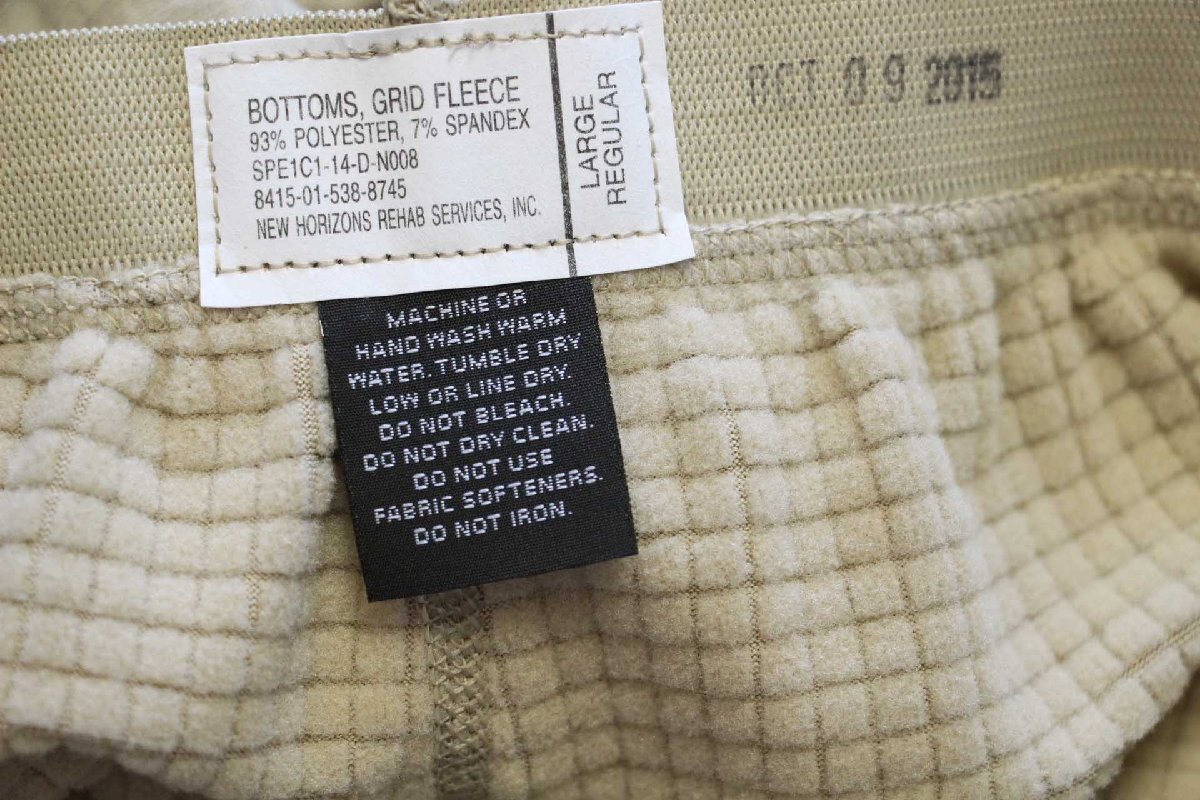 BOTTOMS, GRID FLEECE
93% POLYESTER, 7% SPANDEX
SPE1C1-14-D-N008
8415-01-538-8745
NEW HORIZONS REHAB SERVICES, INC.
LARGE
REGULAR
OCT 09 2015
MACHINE OR
HAND WASH WARM
WATER. TUMBLE DRY
LOW OR LINE DRY.
DO NOT BLEACH.
DO NOT DRY CLEAN.
DO NOT USE
FABRIC SOFTENERS.
DO NOT IRON.